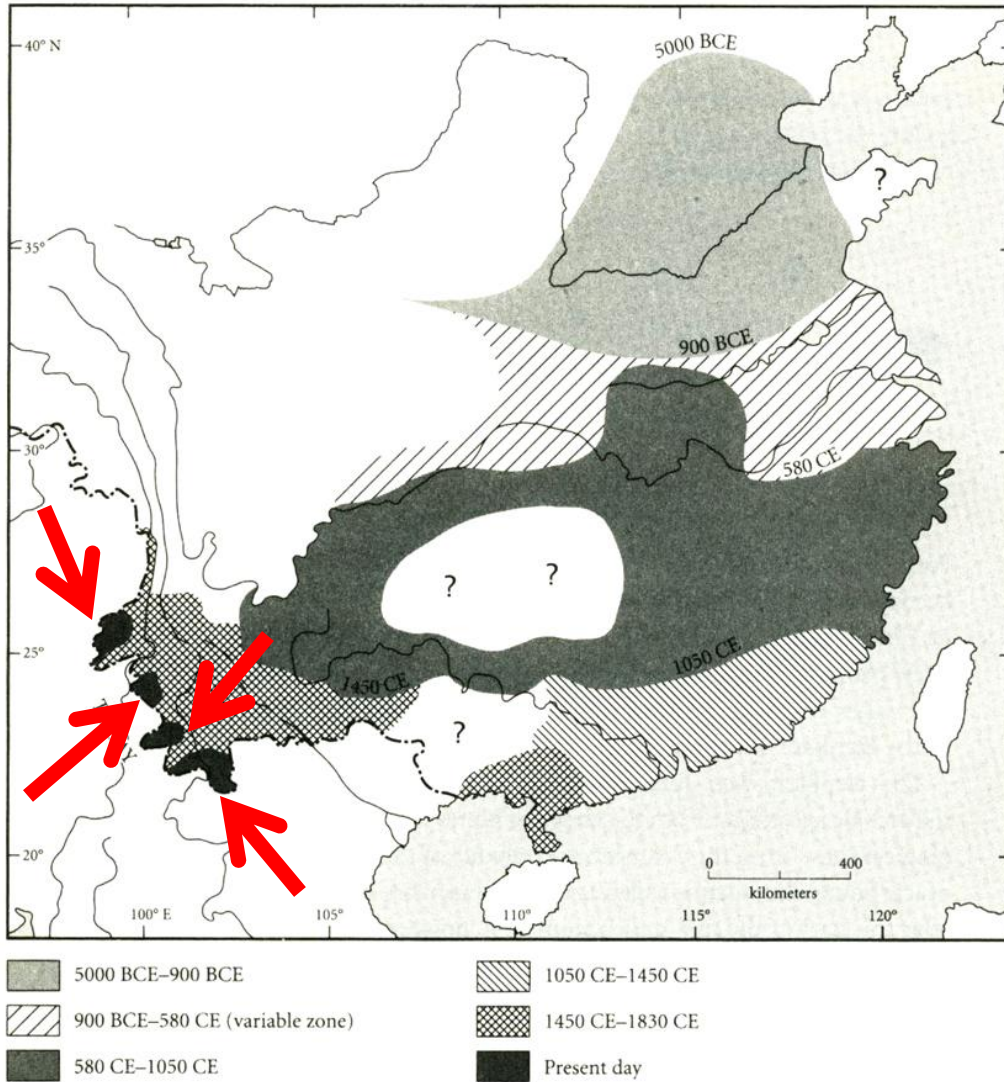 5000 BCE
40° N
?
35°
900 BCE
30°
580 CE
? ?
25°
1050 CE
1450 CE
?
20°
0 400
kilometers
100° E 105° 110° 115° 120°
5000 BCE–900 BCE
900 BCE–580 CE (variable zone)
580 CE–1050 CE
1050 CE–1450 CE
1450 CE–1830 CE
Present day